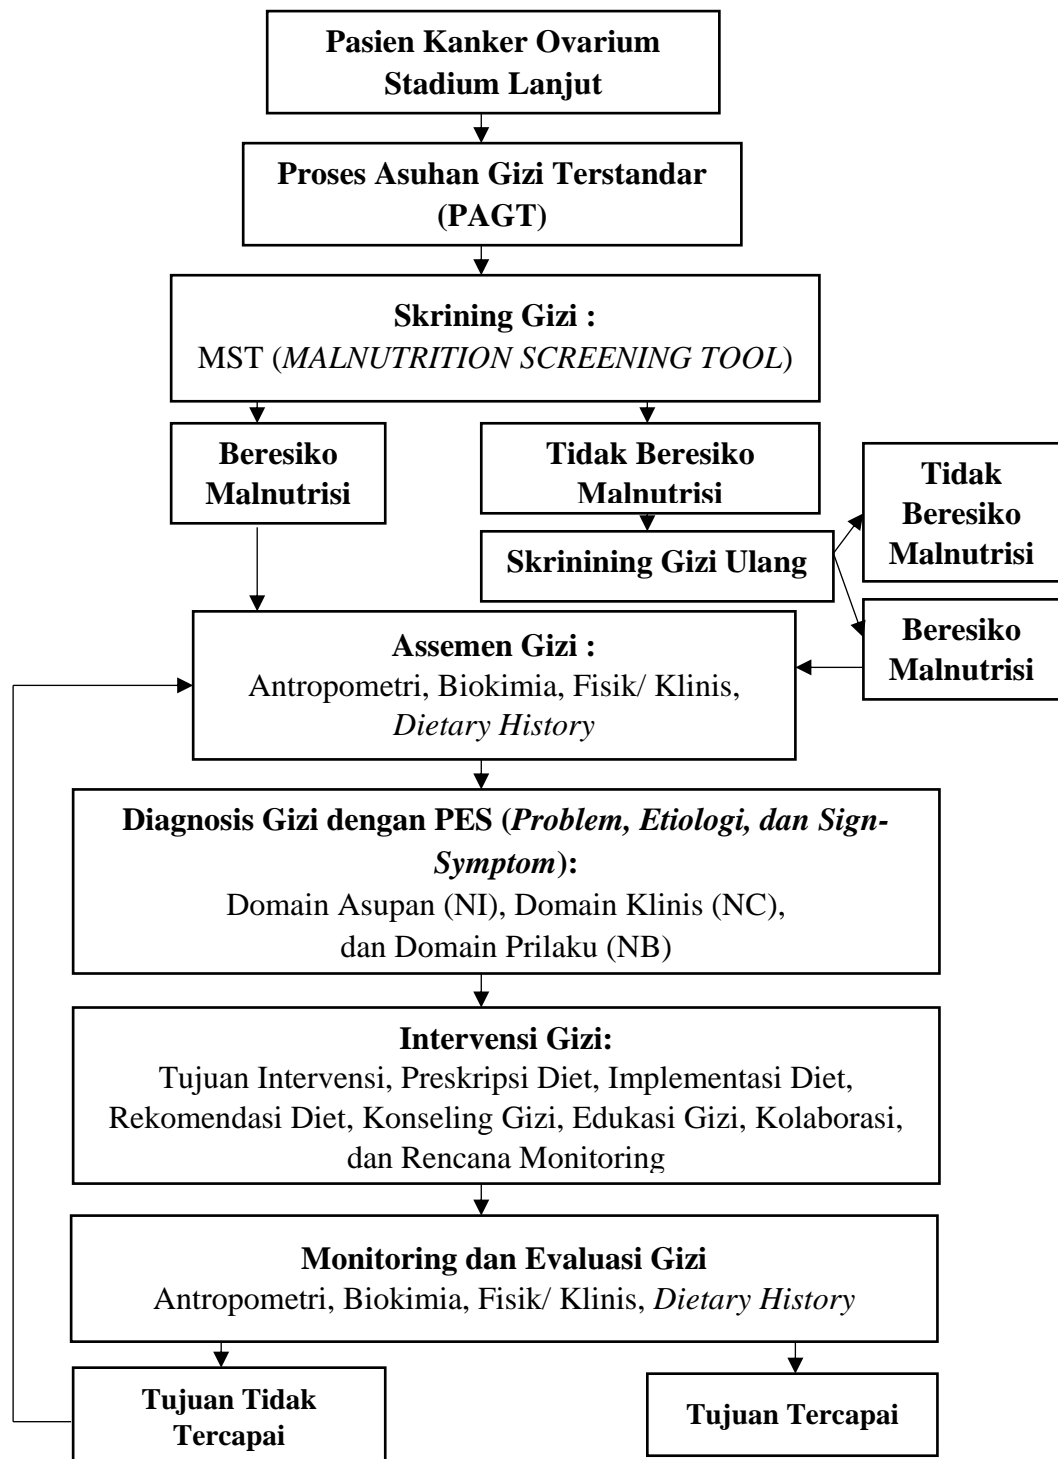 Pasien Kanker Ovarium
Stadium Lanjut
Proses Asuhan Gizi Terstandar
(PAGT)
Skrining Gizi :
MST (MALNUTRITION SCREENING TOOL)
Beresiko
Malnutrisi
Tidak Beresiko
Malnutrisi
Skrinining Gizi Ulang
Tidak
Beresiko
Malnutrisi
Beresiko
Malnutrisi
Assemen Gizi :
Antropometri, Biokimia, Fisik/ Klinis,
Dietary History
Diagnosis Gizi dengan PES (Problem, Etiologi, dan Sign-
Symptom):
Domain Asupan (NI), Domain Klinis (NC),
dan Domain Prilaku (NB)
Intervensi Gizi:
Tujuan Intervensi, Preskripsi Diet, Implementasi Diet,
Rekomendasi Diet, Konseling Gizi, Edukasi Gizi, Kolaborasi,
dan Rencana Monitoring
Monitoring dan Evaluasi Gizi
Antropometri, Biokimia, Fisik/ Klinis, Dietary History
Tujuan Tidak
Tercapai
Tujuan Tercapai